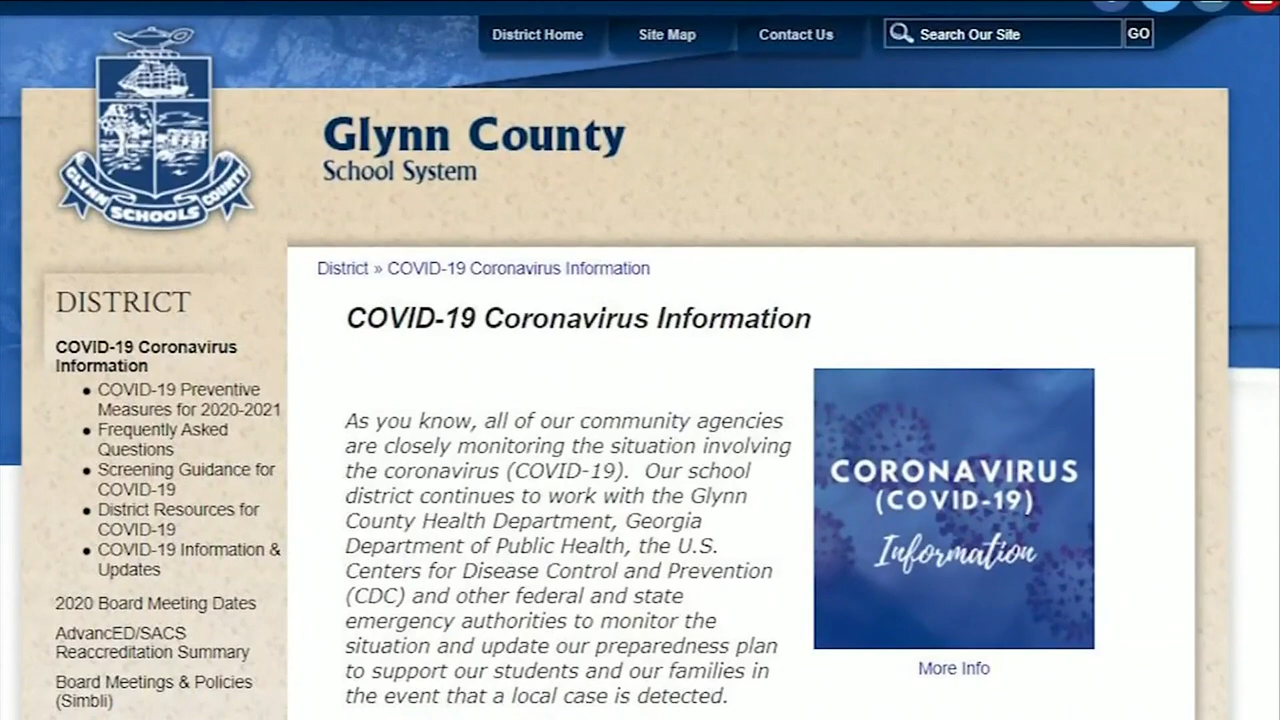 District Home
Site Map
Contact Us
Search Our Site
GO
GLYNN SCHOOLS COUNTY
Glynn County
School System
District » COVID-19 Coronavirus Information
DISTRICT
COVID-19 Coronavirus
Information
• COVID-19 Preventive
Measures for 2020-2021
• Frequently Asked
Questions
• Screening Guidance for
COVID-19
• District Resources for
COVID-19
• COVID-19 Information &
Updates
2020 Board Meeting Dates
AdvancED/SACS
Reaccreditation Summary
Board Meetings & Policies
(Simbli)
COVID-19 Coronavirus Information
As you know, all of our community agencies
are closely monitoring the situation involving
the coronavirus (COVID-19).  Our school
district continues to work with the Glynn
County Health Department, Georgia
Department of Public Health, the U.S.
Centers for Disease Control and Prevention
(CDC) and other federal and state
emergency authorities to monitor the
situation and update our preparedness plan
to support our students and our families in
the event that a local case is detected.
CORONAVIRUS
(COVID-19)
Information
More Info